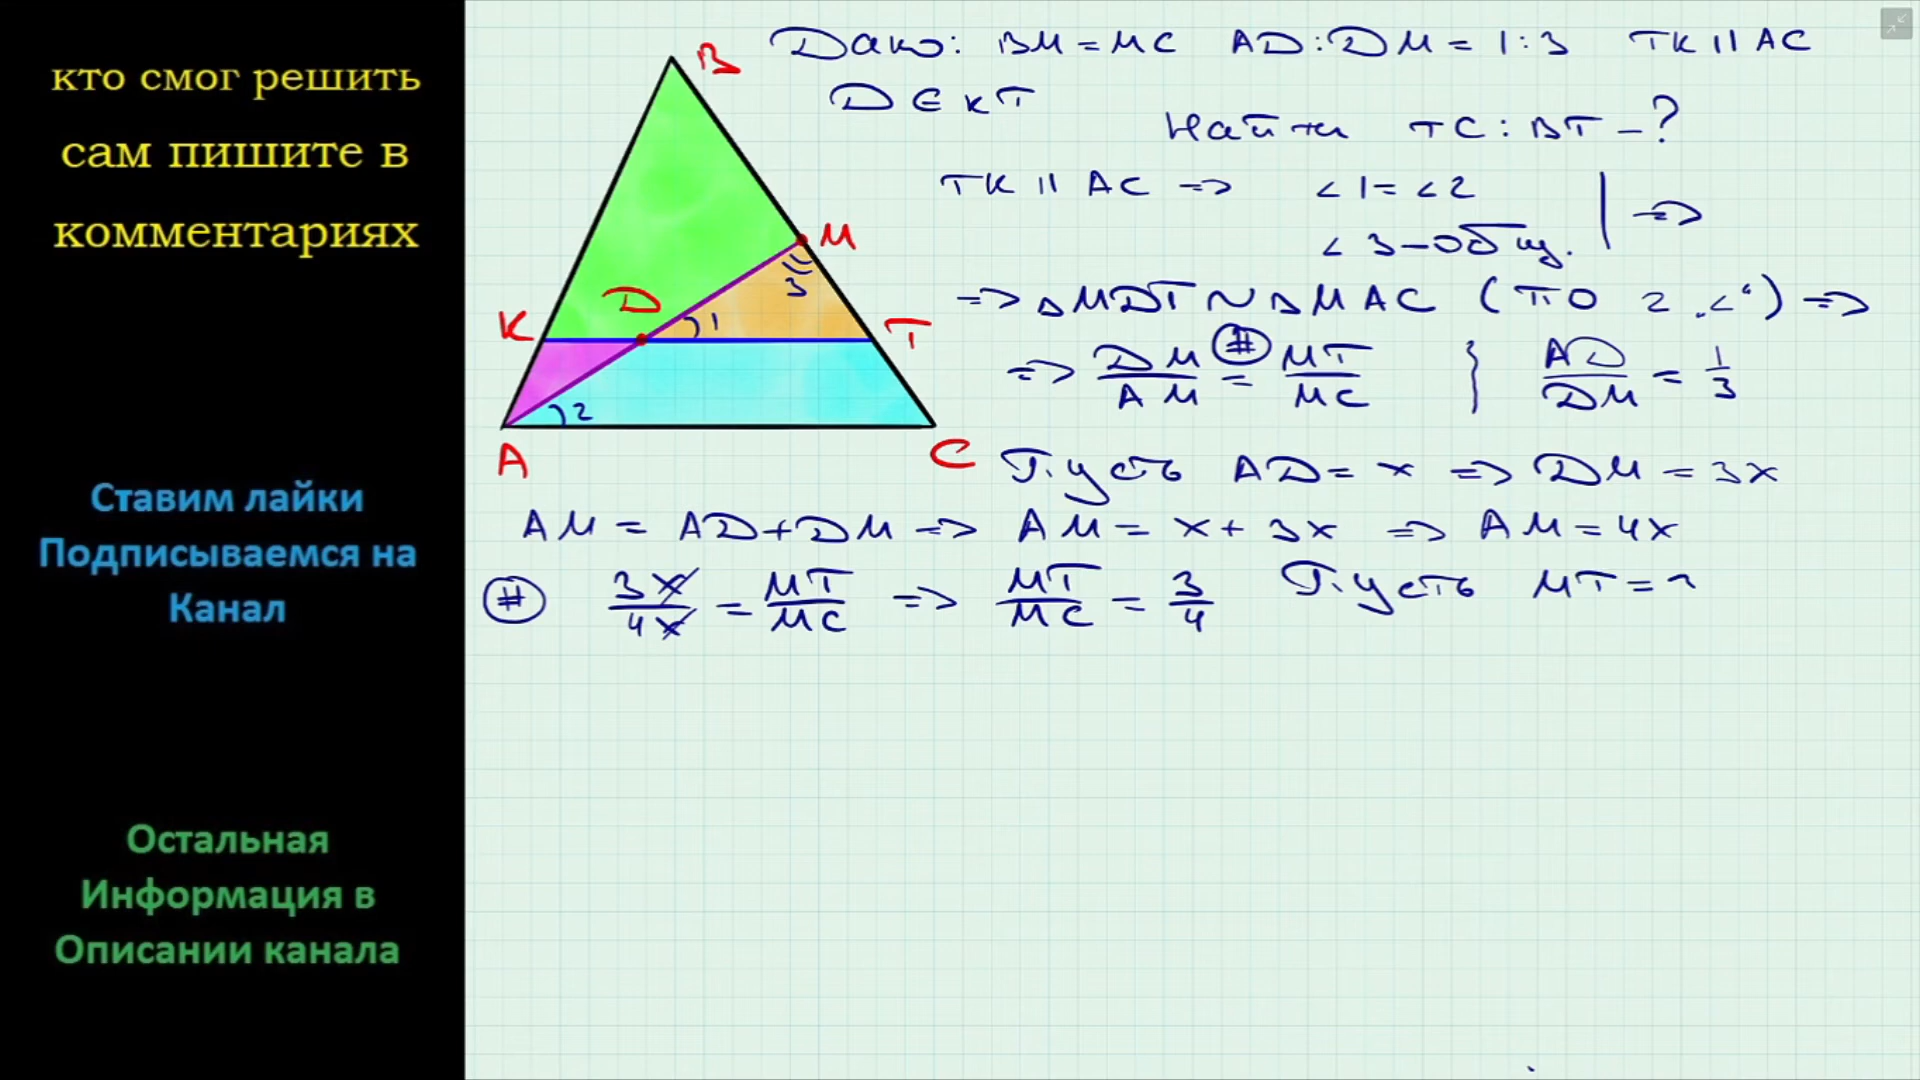 кто смог решить
сам пишите в
комментариях
Ставим лайки
Подписываемся на
Канал
Остальная
Информация в
Описании канала
Дано: BM = MC AD:DM = 1:3 TK || AC
D ∈ KT
Найти TC:BT - ?
B
M
D
K
T
A
C
1
2
3
TK || AC => ∠1 = ∠2
∠3 - общ. =>
=> △MDT ~ △MAC (по 2 ∠) =>
=> DM/AM = MT/MC (#) } AD/DM = 1/3
Пусть AD = x => DM = 3x
AM = AD + DM => AM = x + 3x => AM = 4x
(#) 3x/4x = MT/MC => MT/MC = 3/4 Пусть MT =